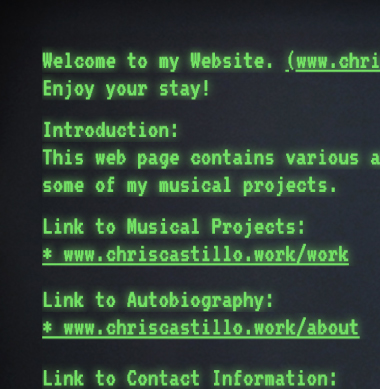 Welcome to my Website. (www.chri
Enjoy your stay!
Introduction:
This web page contains various a
some of my musical projects.
Link to Musical Projects:
* www.chriscastillo.work/work
Link to Autobiography:
* www.chriscastillo.work/about
Link to Contact Information: